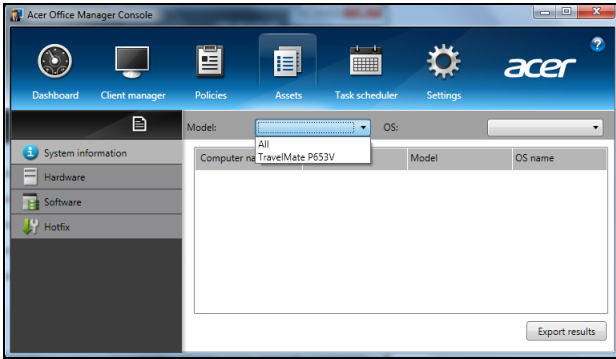 Acer Office Manager Console
?
acer
Dashboard Client manager Policies Assets Task scheduler Settings
Model: OS:
All
TravelMate P653V
System information
Hardware
Software
Hotfix
Computer na Model OS name
Export results